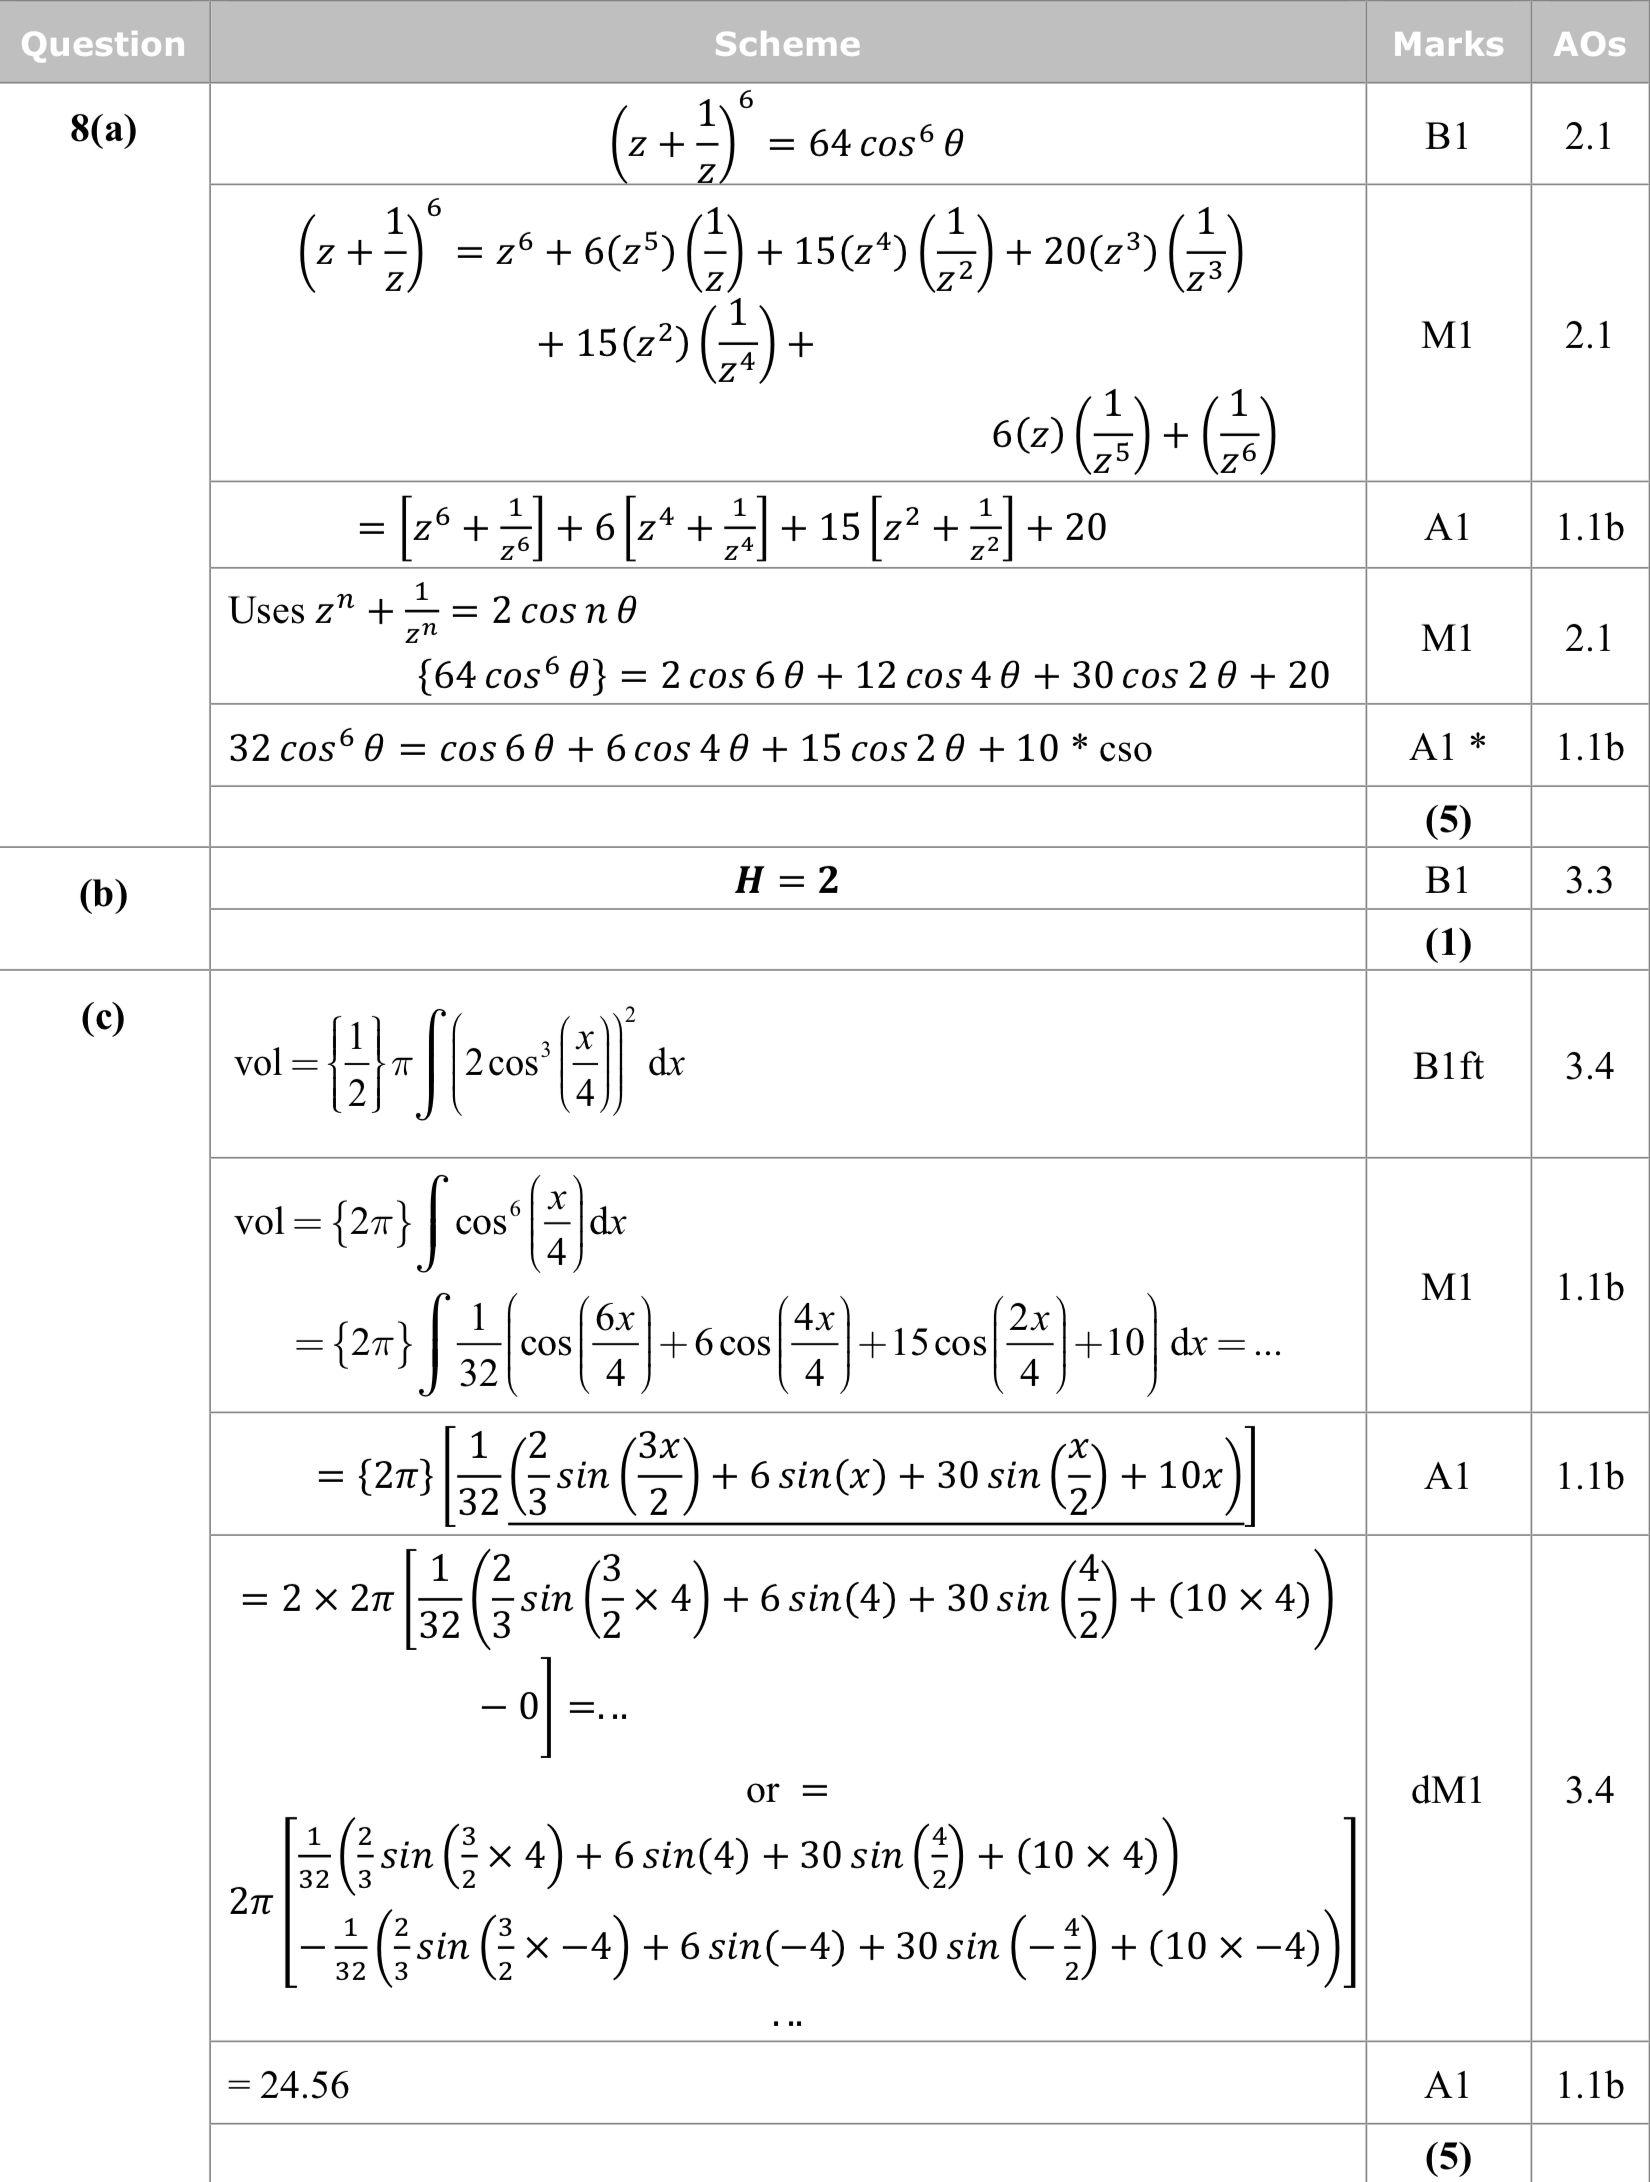 Question Scheme Marks AOs
8(a) $\left(z + \frac{1}{z}\right)^6 = 64\cos^6\theta$ B1 2.1
$\left(z + \frac{1}{z}\right)^6 = z^6 + 6(z^5)\left(\frac{1}{z}\right) + 15(z^4)\left(\frac{1}{z^2}\right) + 20(z^3)\left(\frac{1}{z^3}\right)$
$+ 15(z^2)\left(\frac{1}{z^4}\right) +$ M1 2.1
$6(z)\left(\frac{1}{z^5}\right) + \left(\frac{1}{z^6}\right)$
$= \left[z^6 + \frac{1}{z^6}\right] + 6\left[z^4 + \frac{1}{z^4}\right] + 15\left[z^2 + \frac{1}{z^2}\right] + 20$ A1 1.1b
Uses $z^n + \frac{1}{z^n} = 2\cos n\theta$ M1 2.1
$\{64\cos^6\theta\} = 2\cos 6\theta + 12\cos 4\theta + 30\cos 2\theta + 20$
$32\cos^6\theta = \cos 6\theta + 6\cos 4\theta + 15\cos 2\theta + 10$ * cso A1 * 1.1b
(5)
(b) $H = 2$ B1 3.3
(1)
(c) $\text{vol} = \left\{\frac{1}{2}\right\}\pi\int\left(2\cos^3\left(\frac{x}{4}\right)\right)^2 dx$ B1ft 3.4
$\text{vol} = \{2\pi\}\int\cos^6\left(\frac{x}{4}\right)dx$ M1 1.1b
$= \{2\pi\}\int\frac{1}{32}\left(\cos\left(\frac{6x}{4}\right) + 6\cos\left(\frac{4x}{4}\right) + 15\cos\left(\frac{2x}{4}\right) + 10\right)dx = ...$
$= \{2\pi\}\left[\frac{1}{32}\underline{\left(\frac{2}{3}\sin\left(\frac{3x}{2}\right) + 6\sin(x) + 30\sin\left(\frac{x}{2}\right) + 10x\right)}\right]$ A1 1.1b
$= 2 \times 2\pi\left[\frac{1}{32}\left(\frac{2}{3}\sin\left(\frac{3}{2} \times 4\right) + 6\sin(4) + 30\sin\left(\frac{4}{2}\right) + (10 \times 4)\right)\right.$
$\left. - 0\right] = ...$
or = dM1 3.4
$2\pi\left[\begin{matrix}\frac{1}{32}\left(\frac{2}{3}\sin\left(\frac{3}{2} \times 4\right) + 6\sin(4) + 30\sin\left(\frac{4}{2}\right) + (10 \times 4)\right) \\ -\frac{1}{32}\left(\frac{2}{3}\sin\left(\frac{3}{2} \times -4\right) + 6\sin(-4) + 30\sin\left(-\frac{4}{2}\right) + (10 \times -4)\right)\end{matrix}\right]$
...
= 24.56 A1 1.1b
(5)